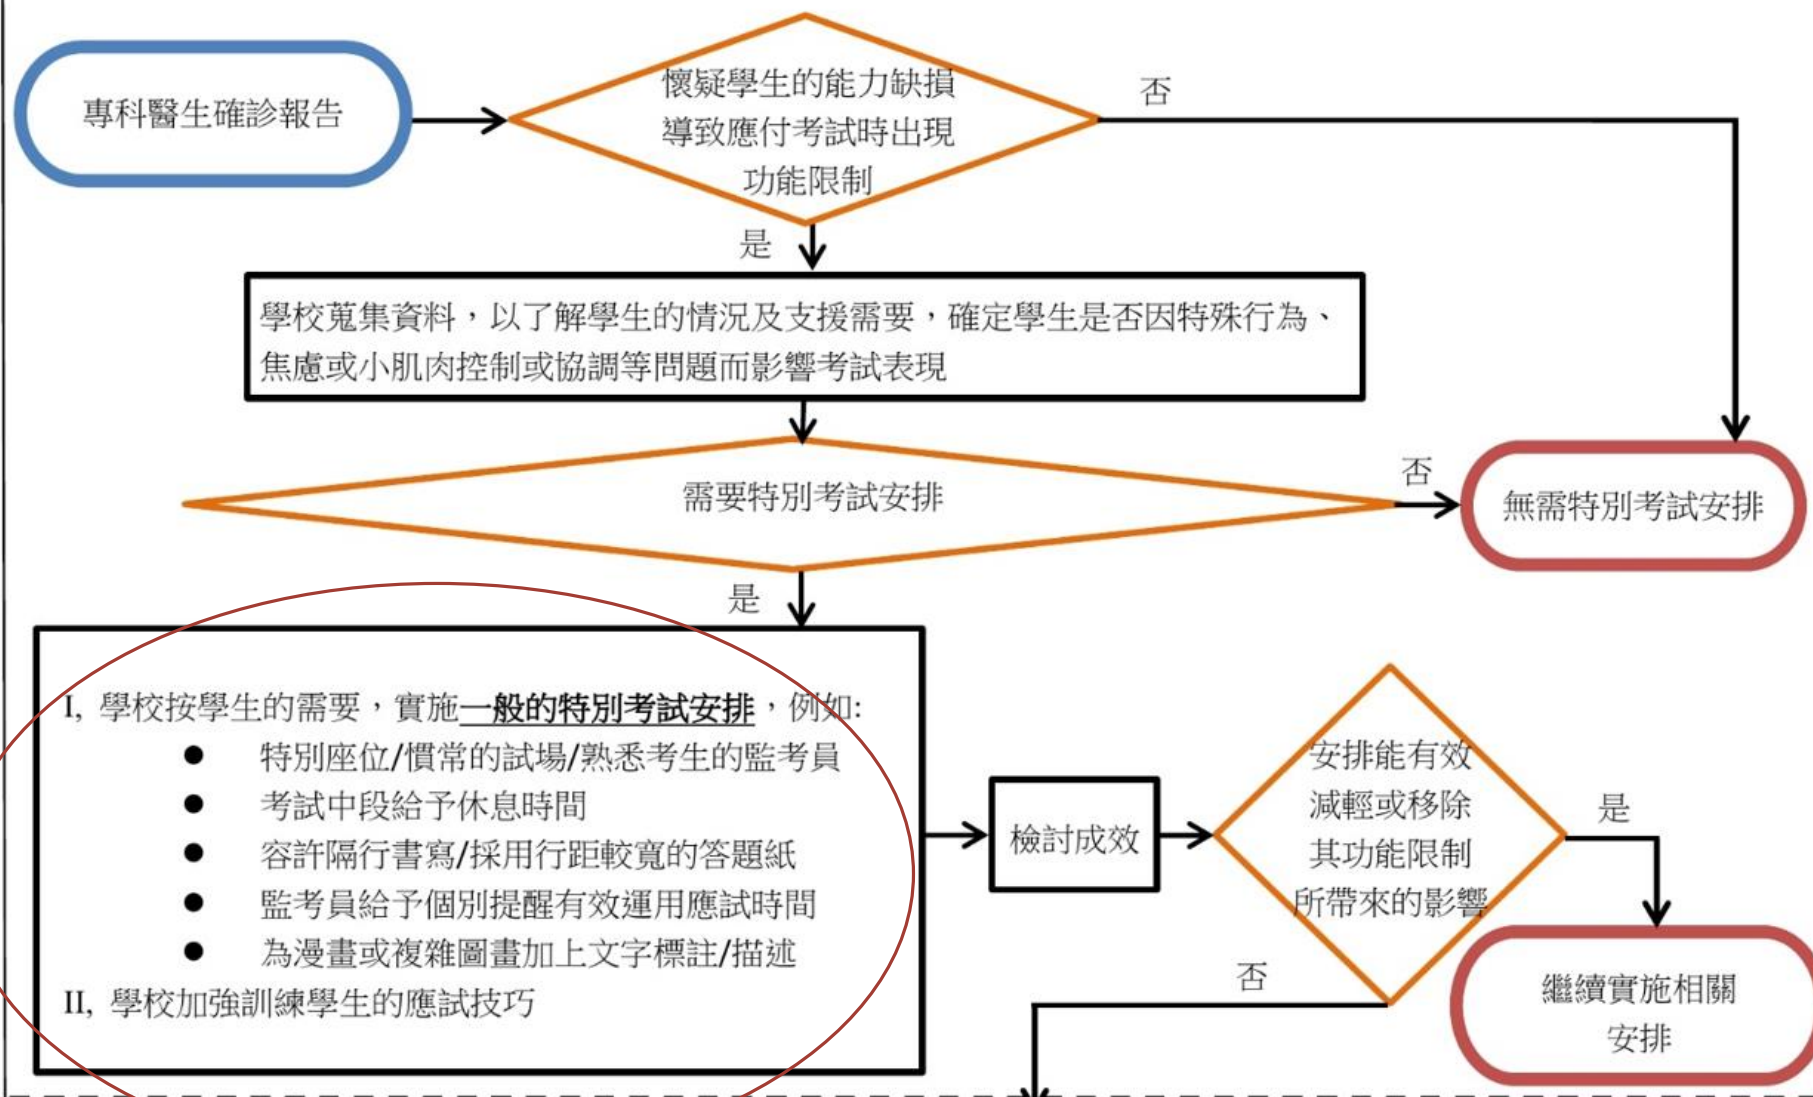 專科醫生確診報告
懷疑學生的能力缺損
導致應付考試時出現
功能限制
否
是
學校蒐集資料，以了解學生的情況及支援需要，確定學生是否因特殊行為、
焦慮或小肌肉控制或協調等問題而影響考試表現
需要特別考試安排
否
無需特別考試安排
是
I, 學校按學生的需要，實施一般的特別考試安排，例如:
● 特別座位/慣常的試場/熟悉考生的監考員
● 考試中段給予休息時間
● 容許隔行書寫/採用行距較寬的答題紙
● 監考員給予個別提醒有效運用應試時間
● 為漫畫或複雜圖畫加上文字標註/描述
II, 學校加強訓練學生的應試技巧
檢討成效
安排能有效
減輕或移除
其功能限制
所帶來的影響
是
否
繼續實施相關
安排